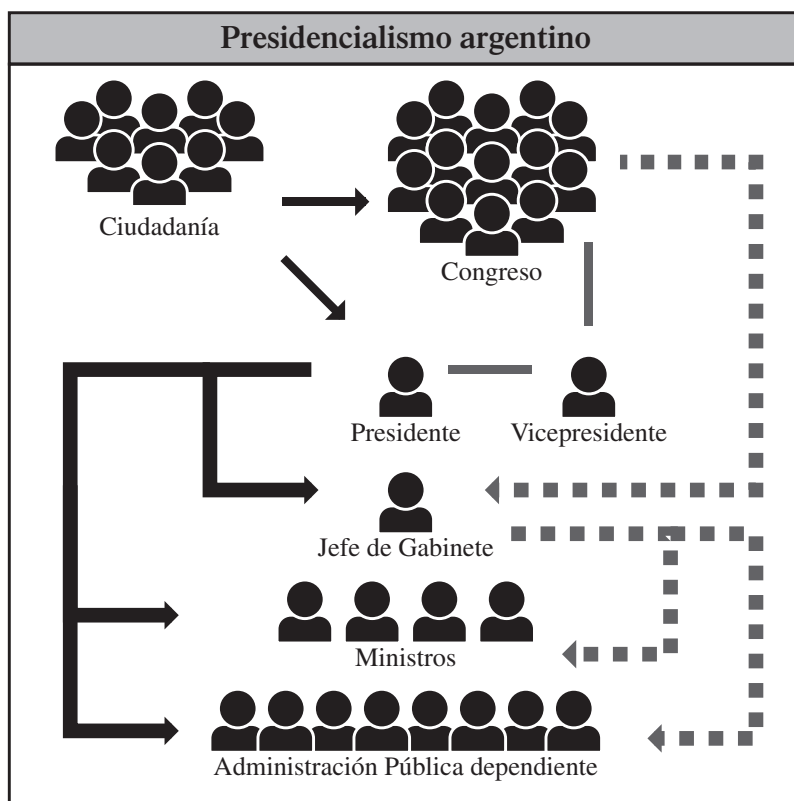 Presidencialismo argentino
Ciudadanía
Congreso
Presidente
Vicepresidente
Jefe de Gabinete
Ministros
Administración Pública dependiente